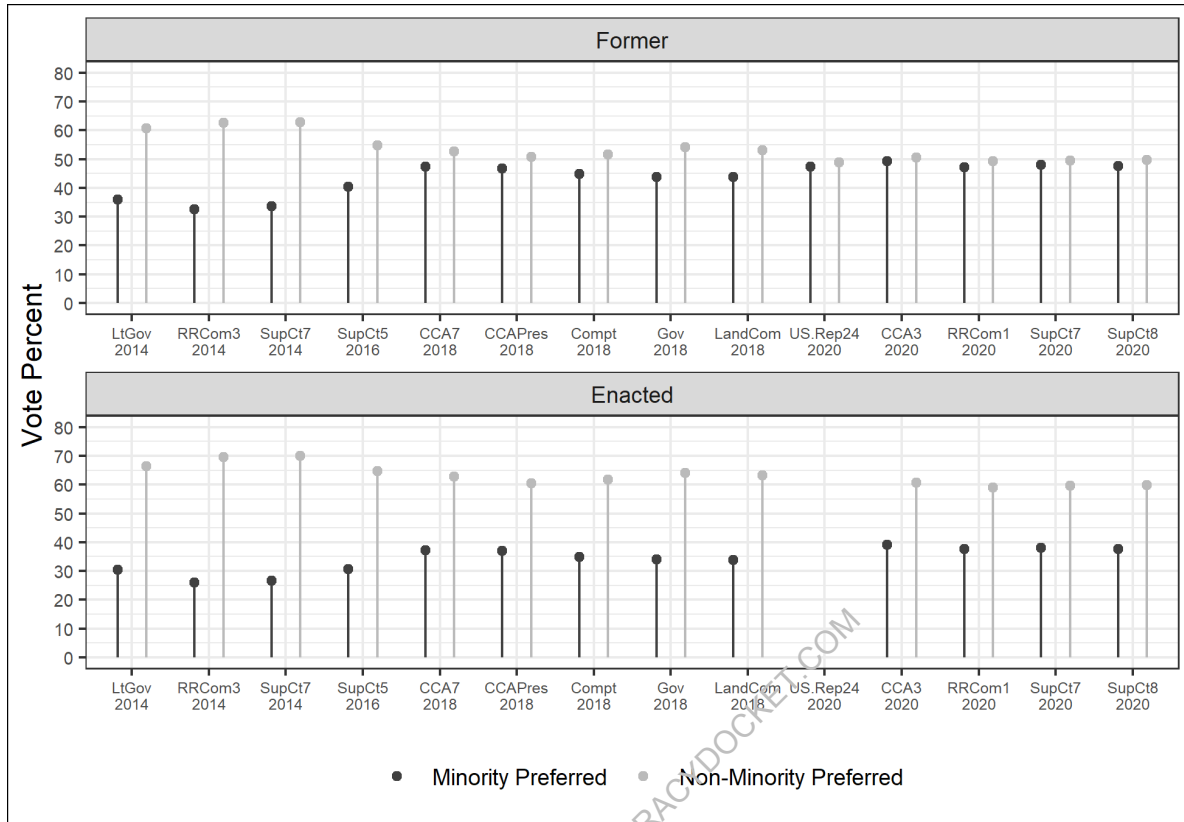 Former
Vote Percent
80
70
60
50
40
30
20
10
0
LtGov RRCom3 SupCt7 SupCt5 CCA7 CCAPres Compt Gov LandCom US.Rep24 CCA3 RRCom1 SupCt7 SupCt8
2014 2014 2014 2016 2018 2018 2018 2018 2018 2020 2020 2020 2020 2020
Enacted
80
70
60
50
40
30
20
10
0
LtGov RRCom3 SupCt7 SupCt5 CCA7 CCAPres Compt Gov LandCom US.Rep24 CCA3 RRCom1 SupCt7 SupCt8
2014 2014 2014 2016 2018 2018 2018 2018 2018 2020 2020 2020 2020 2020
Minority Preferred Non-Minority Preferred
RACYDOCKET.COM